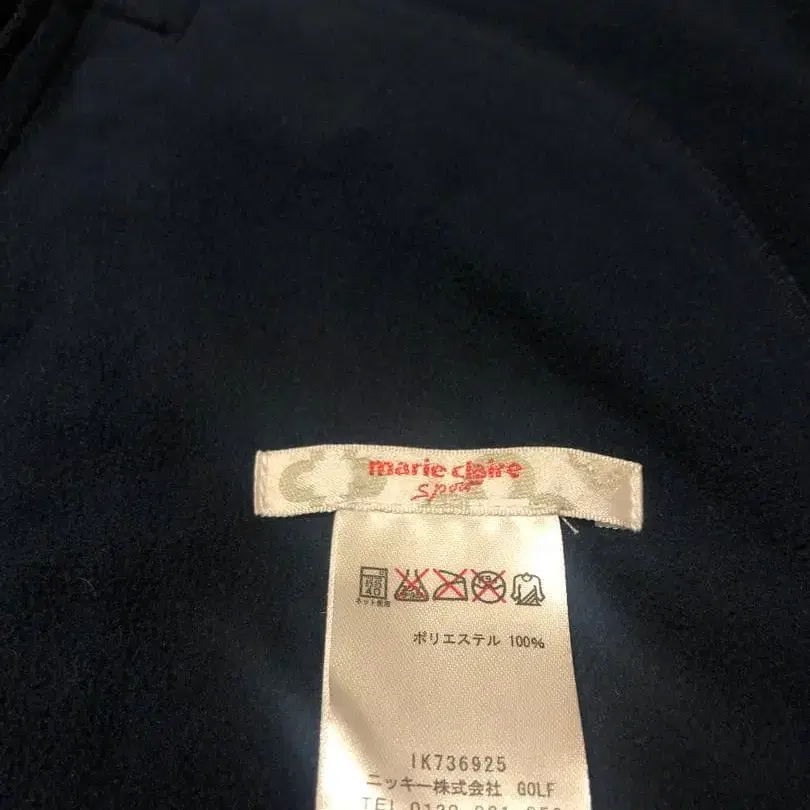 marie claire
sport
40
ネット使用
ポリエステル 100%
IK736925
ニッキー株式会社 GOLF
TEL